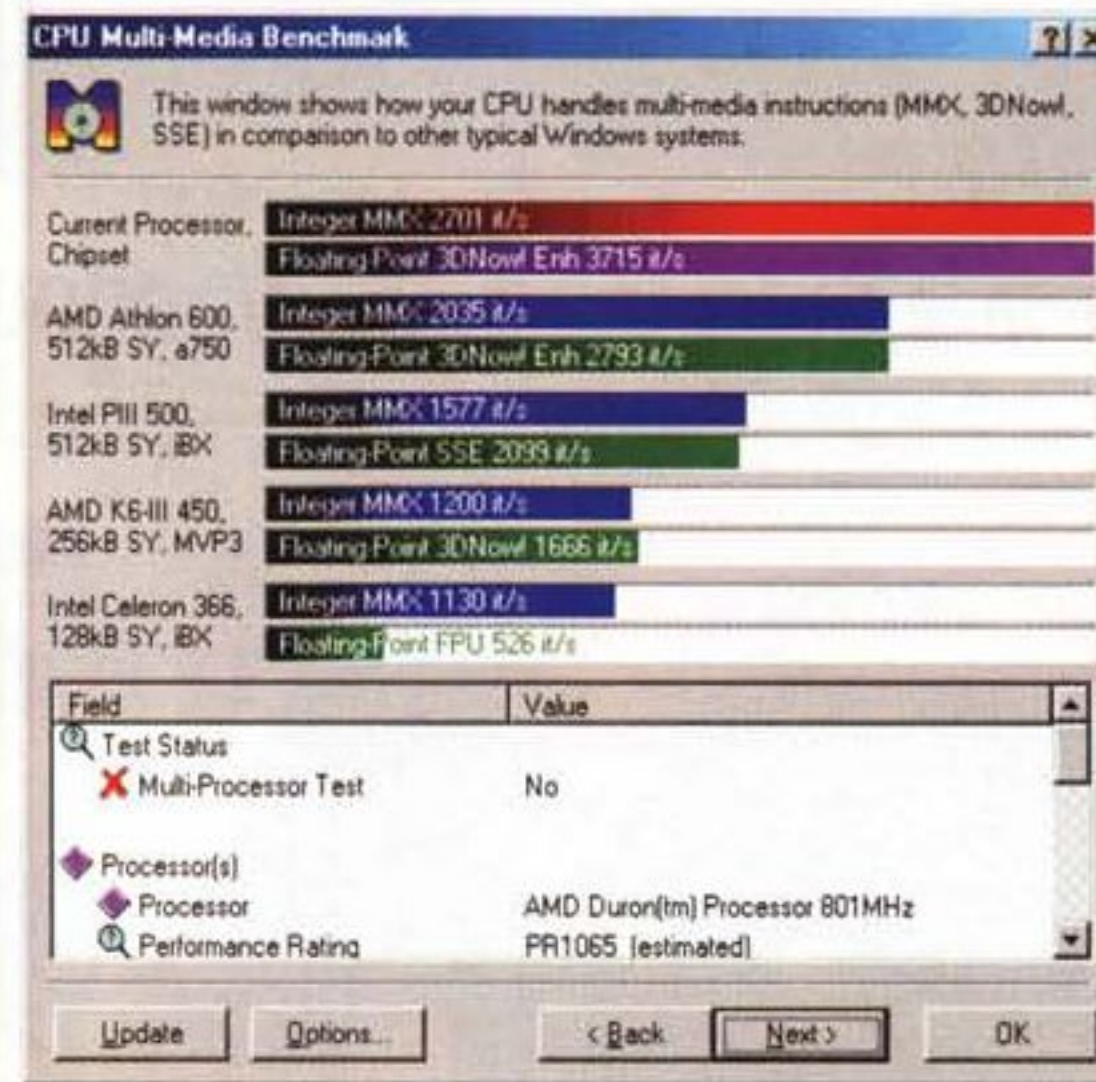 CPU Multi-Media Benchmark
This window shows how your CPU handles multi-media instructions (MMX, 3DNow!,
SSE) in comparison to other typical Windows systems.
Current Processor,
Chipset
Integer MMX 2701 it/s
Floating-Point 3DNow! Enh 3715 it/s
AMD Athlon 600,
512kB SY, a750
Integer MMX 2035 it/s
Floating-Point 3DNow! Enh 2793 it/s
Intel PIII 500,
512kB SY, iBX
Integer MMX 1577 it/s
Floating-Point SSE 2099 it/s
AMD K6-III 450,
256kB SY, MVP3
Integer MMX 1200 it/s
Floating-Point 3DNow! 1666 it/s
Intel Celeron 366,
128kB SY, iBX
Integer MMX 1130 it/s
Floating-Point FPU 526 it/s
Field Value
Test Status
Multi-Processor Test No
Processor(s)
Processor AMD Duron(tm) Processor 801MHz
Performance Rating PR1065 (estimated)
Update Options... < Back Next > OK